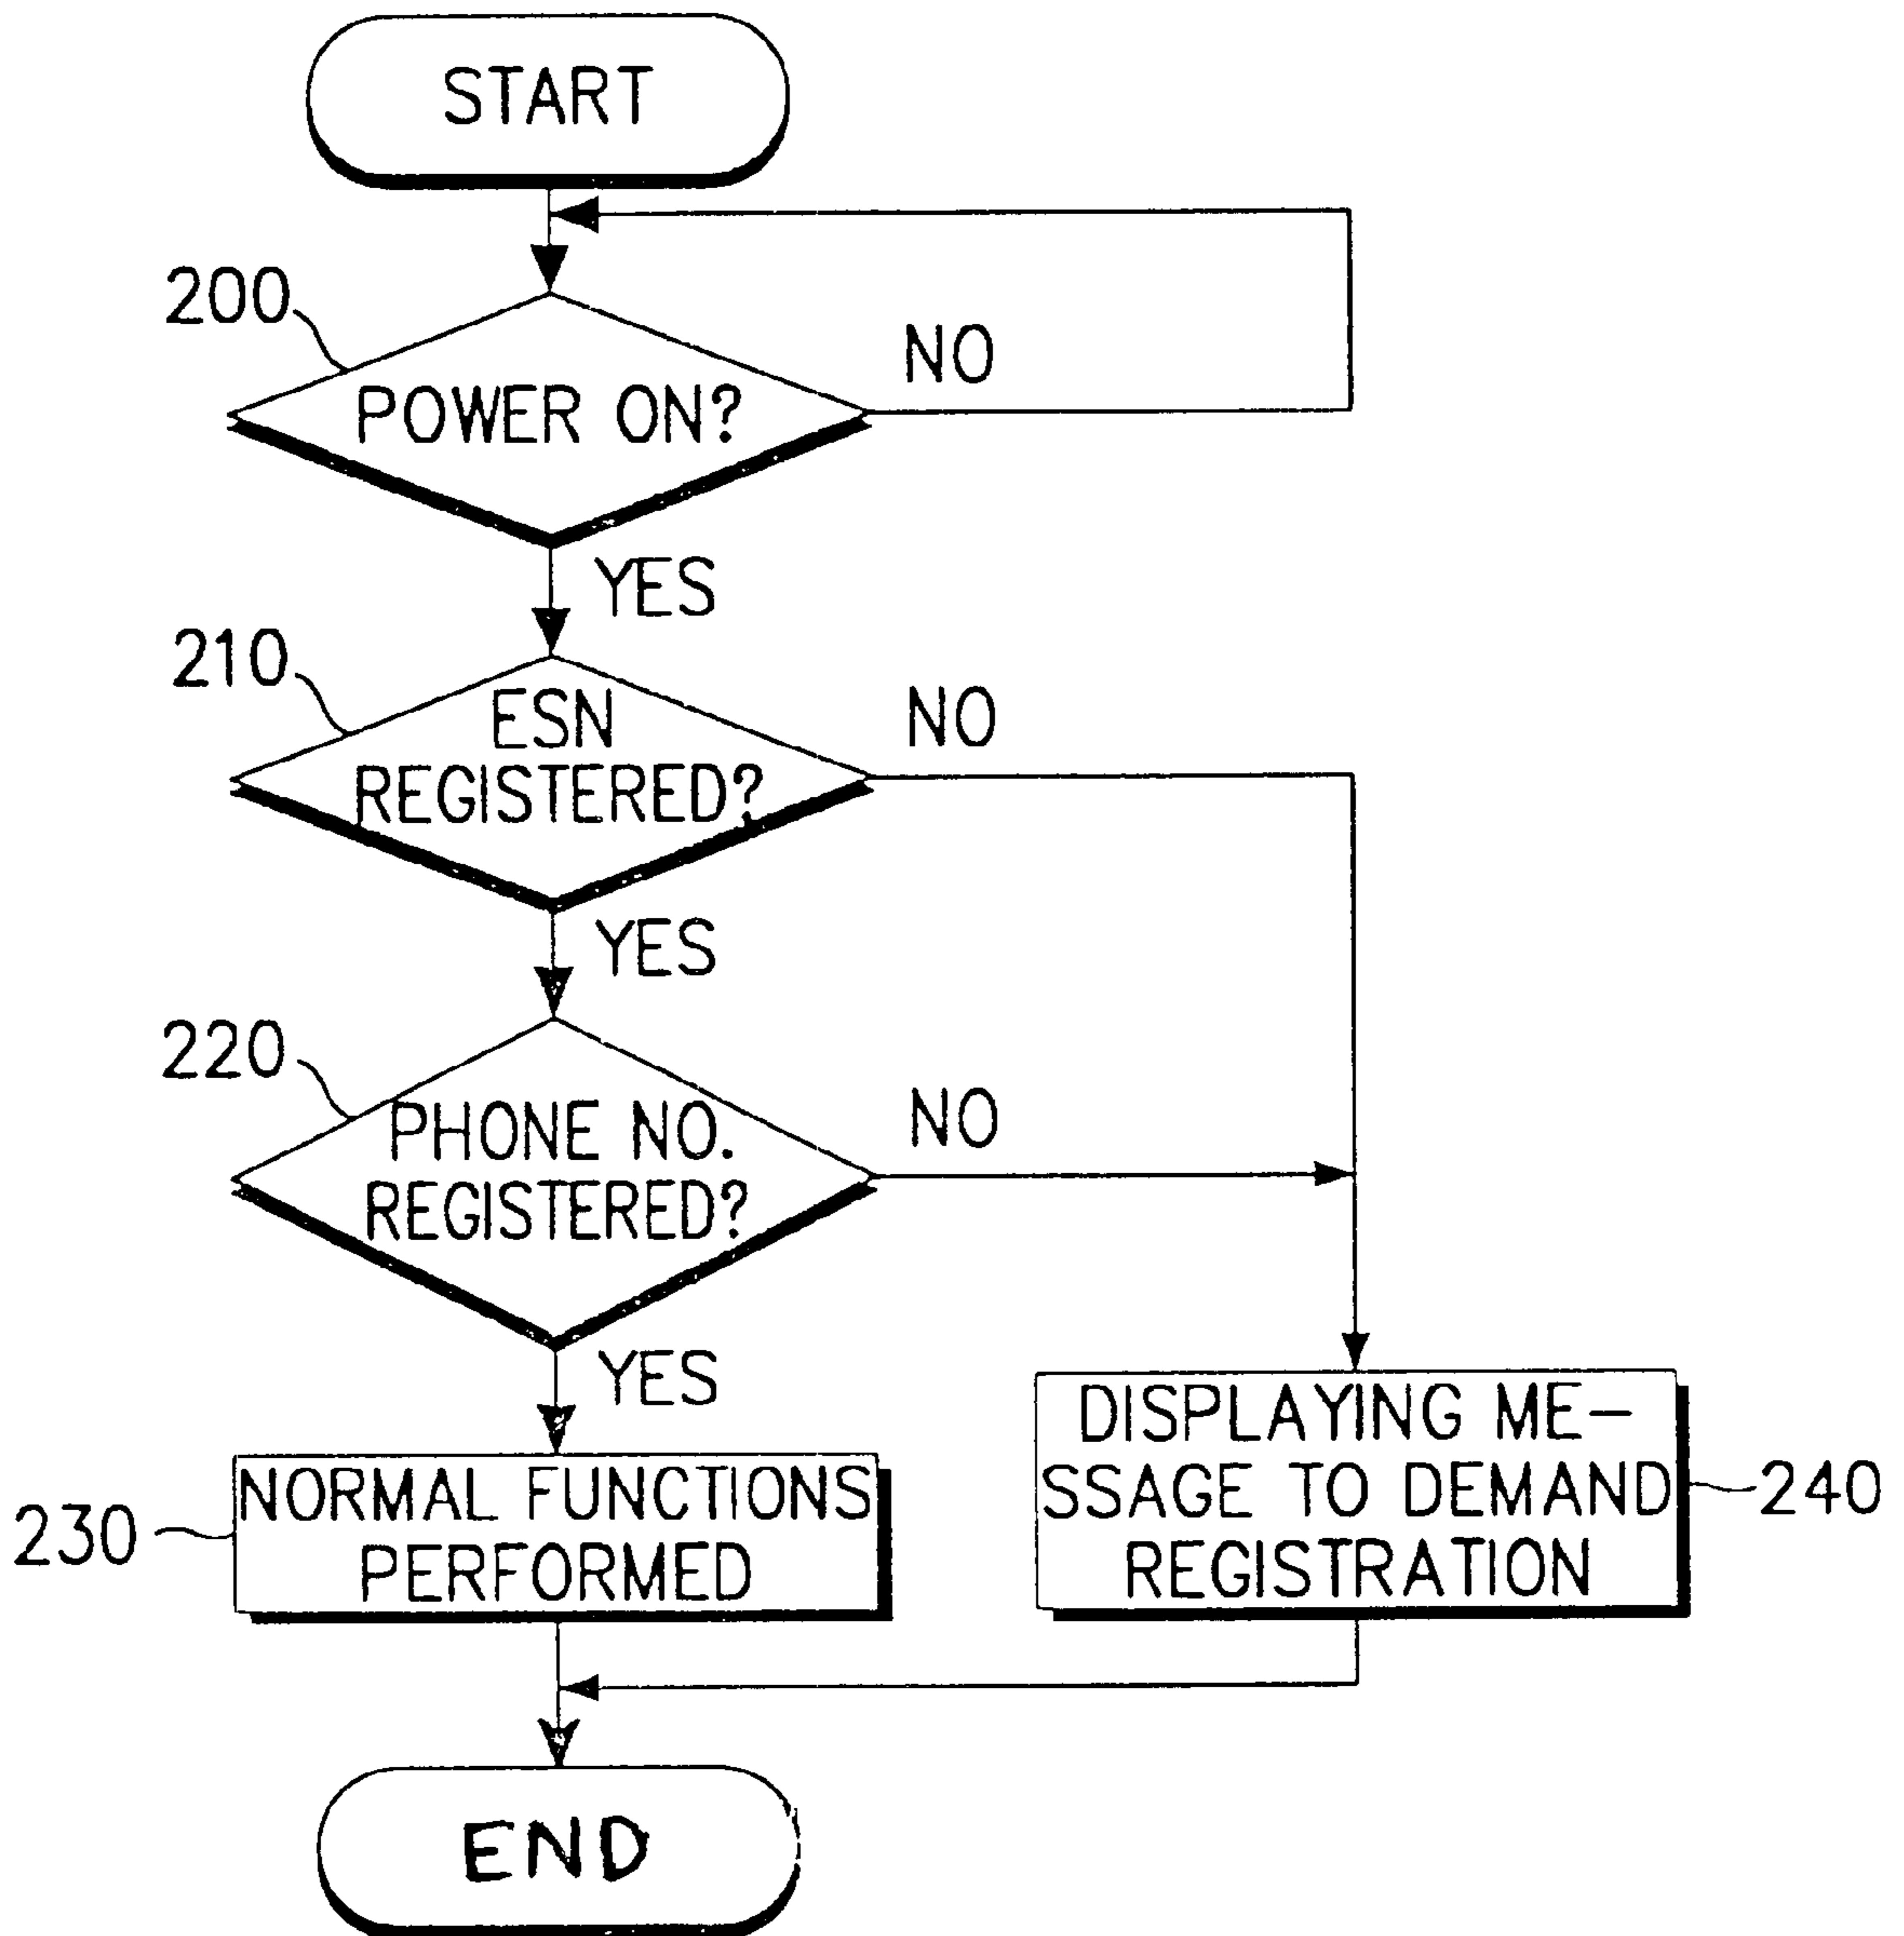 START
200
NO
POWER ON?
YES
210
ESN
REGISTERED?
NO
YES
220
PHONE NO.
REGISTERED?
NO
YES
230
NORMAL FUNCTIONS
PERFORMED
DISPLAYING ME-
SSAGE TO DEMAND
REGISTRATION
240
END